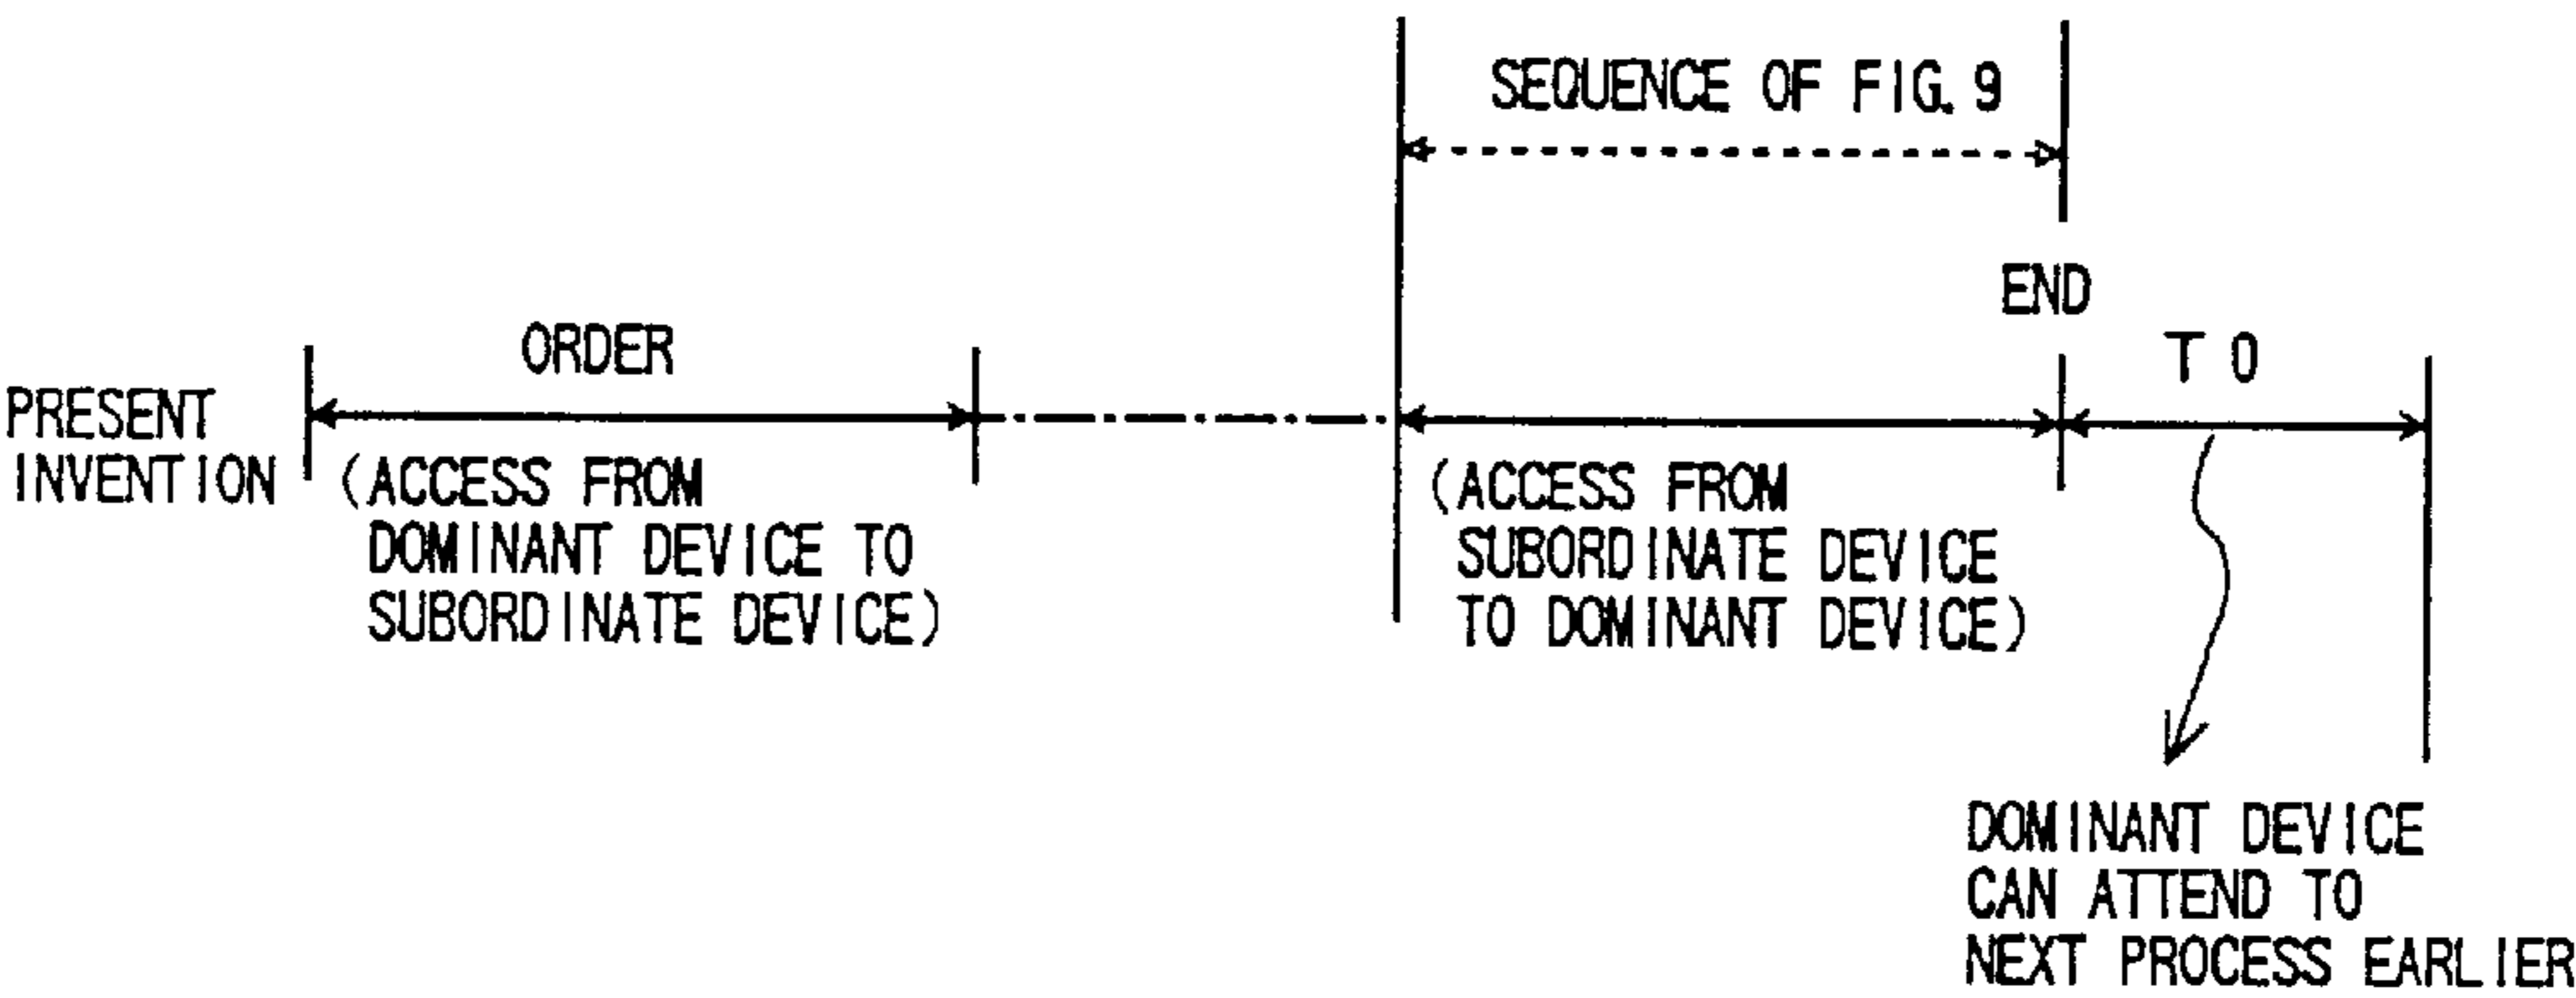 SEQUENCE OF FIG. 9
END
ORDER
T 0
PRESENT
INVENTION
(ACCESS FROM
DOMINANT DEVICE TO
SUBORDINATE DEVICE)
(ACCESS FROM
SUBORDINATE DEVICE
TO DOMINANT DEVICE)
DOMINANT DEVICE
CAN ATTEND TO
NEXT PROCESS EARLIER